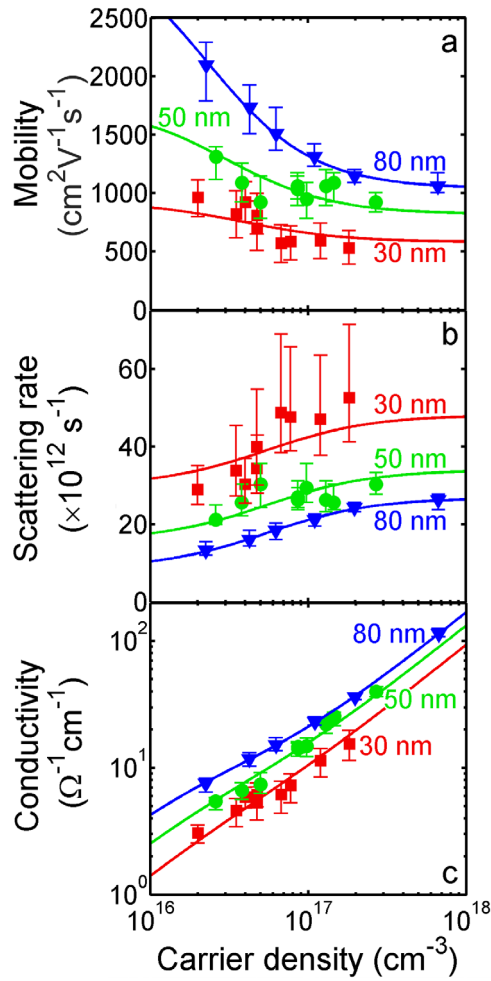 2500
a
2000
50 nm
1500
80 nm
1000
500
30 nm
0
Mobility
(cm²V⁻¹s⁻¹)
b
60
30 nm
40
50 nm
20
80 nm
0
Scattering rate
(×10¹² s⁻¹)
80 nm
10²
50 nm
30 nm
10¹
c
10⁰
Conductivity
(Ω⁻¹cm⁻¹)
10¹⁶ 10¹⁷ 10¹⁸
Carrier density (cm⁻³)